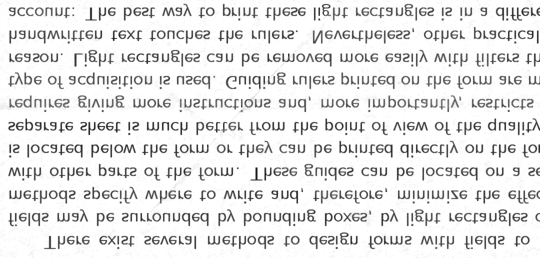 There exist several methods to design forms with fields to
fields may be surrounded by bounding boxes, by light rectangles o
methods specify where to write and, therefore, minimize the effec
with other parts of the form. These guides can be located on a se
is located below the form or they can be printed directly on the fo
separate sheet is much better from the point of view of the quality
requires giving more instructions and, more importantly, restricts
type of acquisition is used. Guiding rulers printed on the form are m
reason. Light rectangles can be removed more easily with filters th
handwritten text touches the rulers. Nevertheless, other practical
account: The best way to print these light rectangles is in a differe